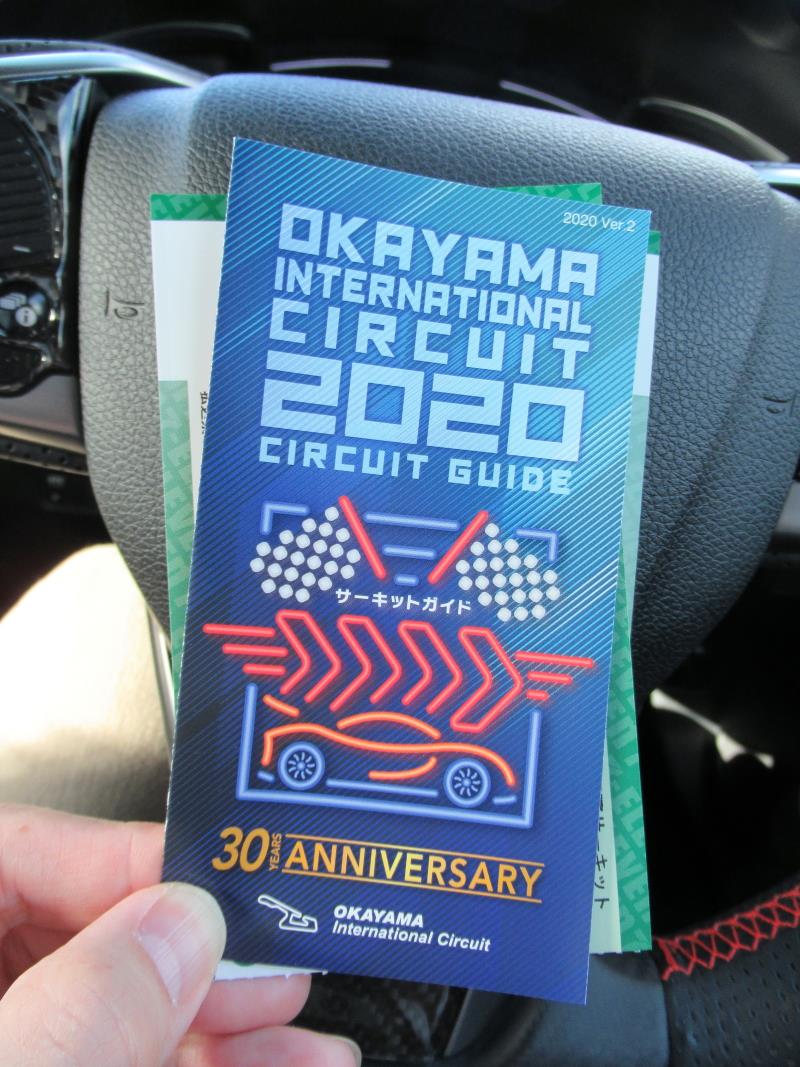 2020 Ver.2
OKAYAMA
INTERNATIONAL
CIRCUIT
2020
CIRCUIT GUIDE
サーキットガイド
30 YEARS ANNIVERSARY
OKAYAMA
International Circuit